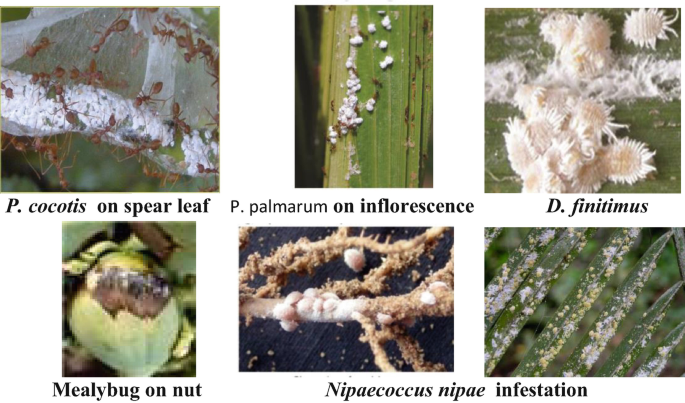 P. cocotis on spear leaf
P. palmarum on inflorescence
D. finitimus
Mealybug on nut
Nipaecoccus nipae infestation